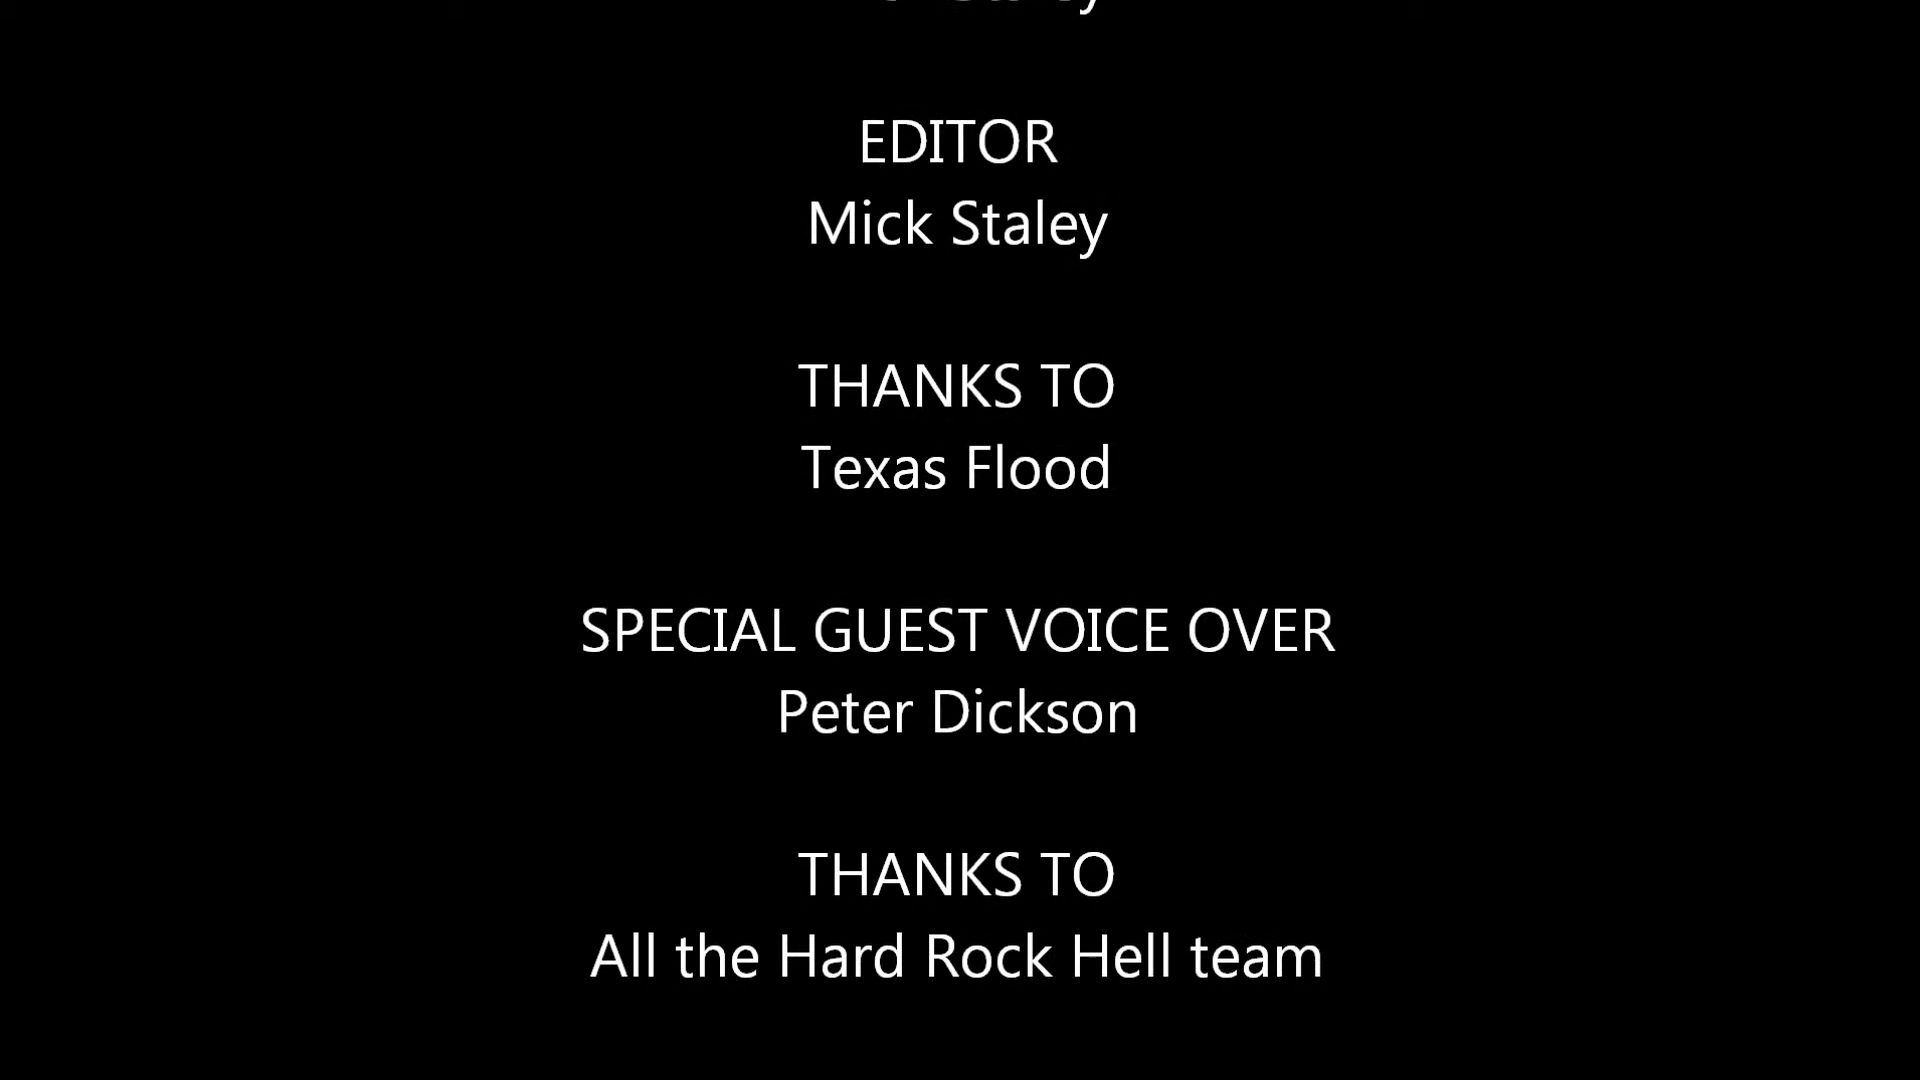 EDITOR
Mick Staley
THANKS TO
Texas Flood
SPECIAL GUEST VOICE OVER
Peter Dickson
THANKS TO
All the Hard Rock Hell team